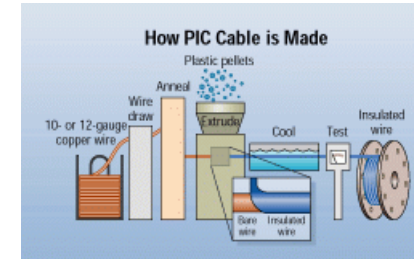 How PIC Cable is Made
Plastic pellets
Anneal
Wire
draw
10- or 12-gauge
copper wire
Extruder
Cool
Test
Insulated
wire
Bare
wire
Insulated
wire